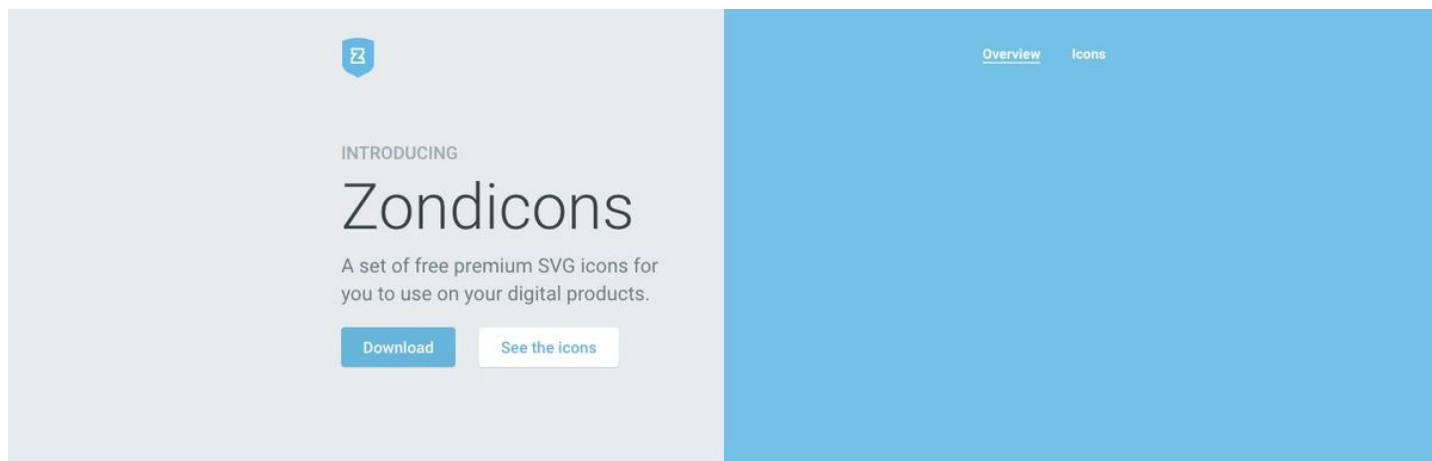 Overview Icons
INTRODUCING
Zondicons
A set of free premium SVG icons for
you to use on your digital products.
Download See the icons